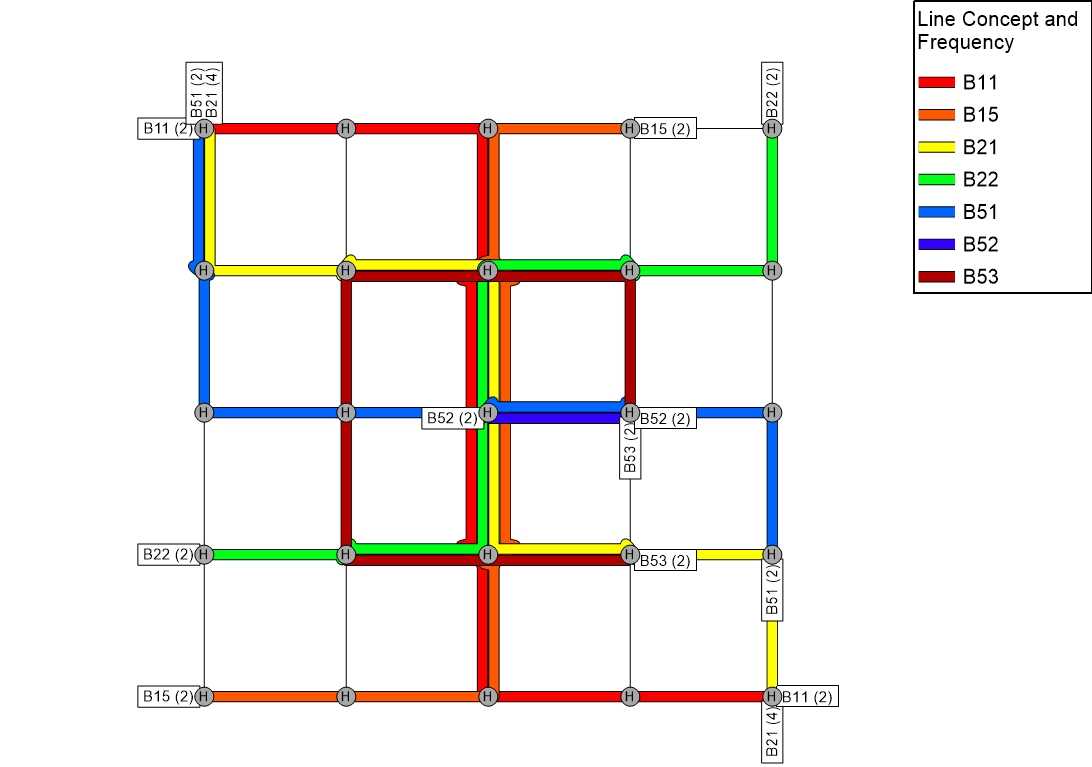 Line Concept and
Frequency
B11
B15
B21
B22
B51
B52
B53
B51 (2)
B21 (4)
B22 (2)
B11 (2)
H
H
H
H
B15 (2)
H
H
H
H
H
H
H
H
B52 (2)
H
H
B52 (2)
H
B53 (2)
B22 (2)
H
H
H
H
B53 (2)
H
B51 (2)
B15 (2)
H
H
H
H
H
B11 (2)
B21 (4)